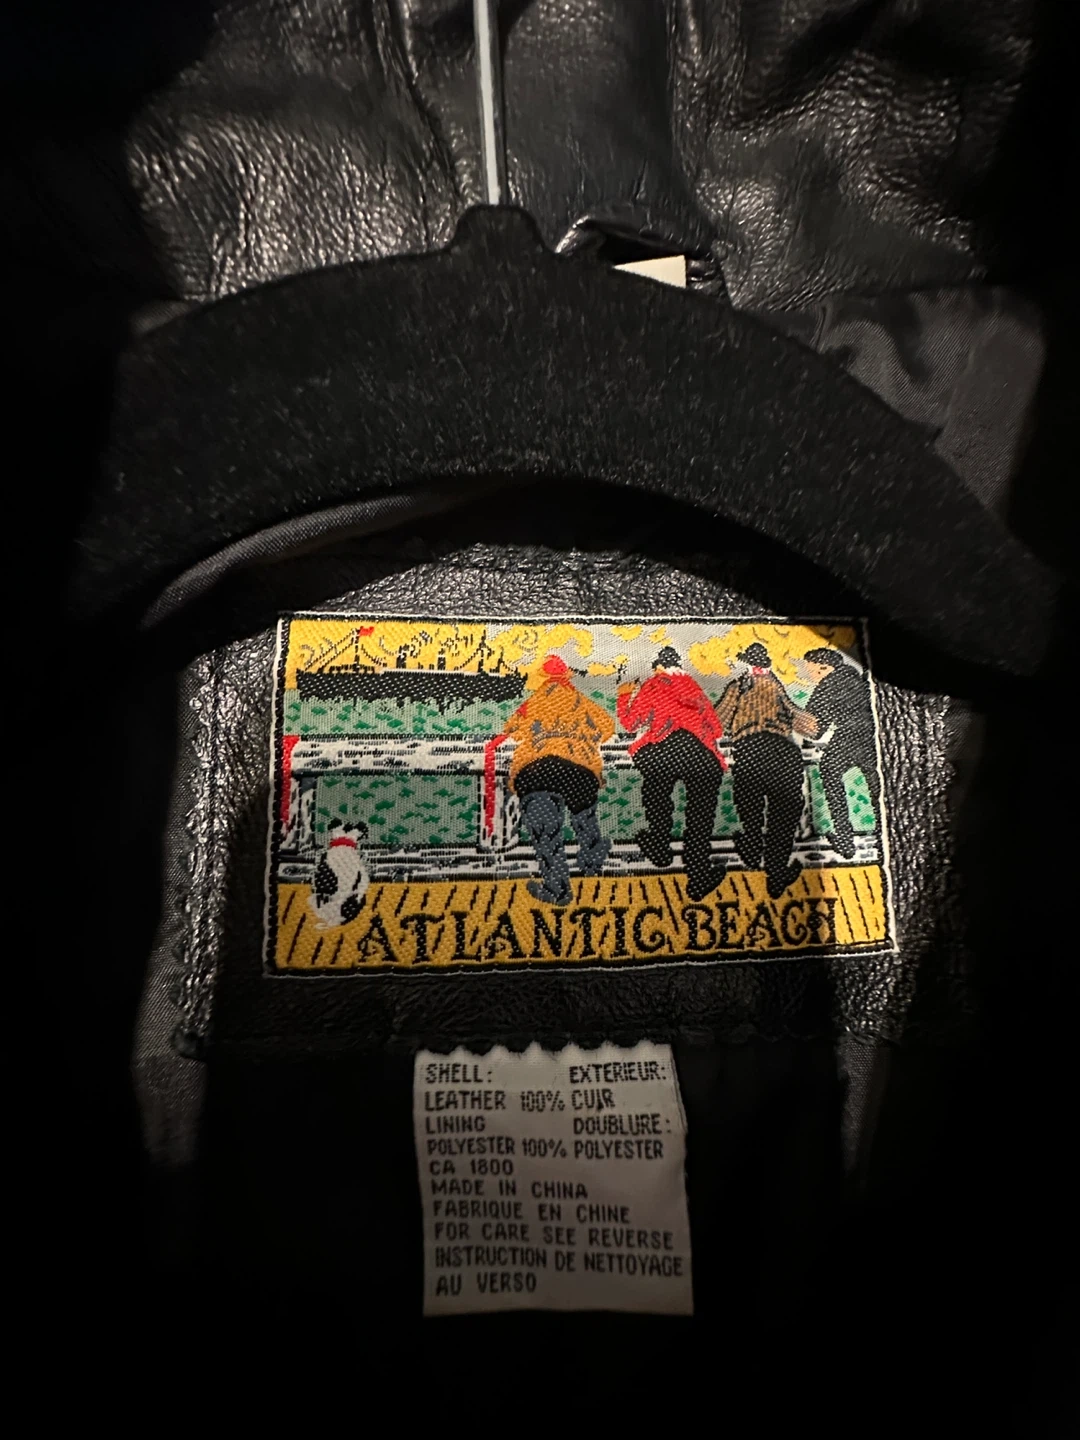 ATLANTIC BEACH
SHELL: EXTERIEUR:
LEATHER 100% CUIR
LINING DOUBLURE:
POLYESTER 100% POLYESTER
CA 1800
MADE IN CHINA
FABRIQUE EN CHINE
FOR CARE SEE REVERSE
INSTRUCTION DE NETTOYAGE
AU VERSO